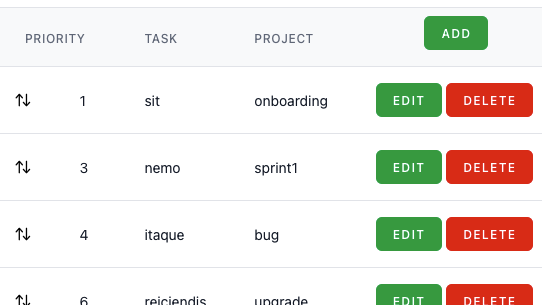 PRIORITY TASK PROJECT ADD
1 sit onboarding EDIT DELETE
3 nemo sprint1 EDIT DELETE
4 itaque bug EDIT DELETE
6 reiciendis upgrade EDIT DELETE